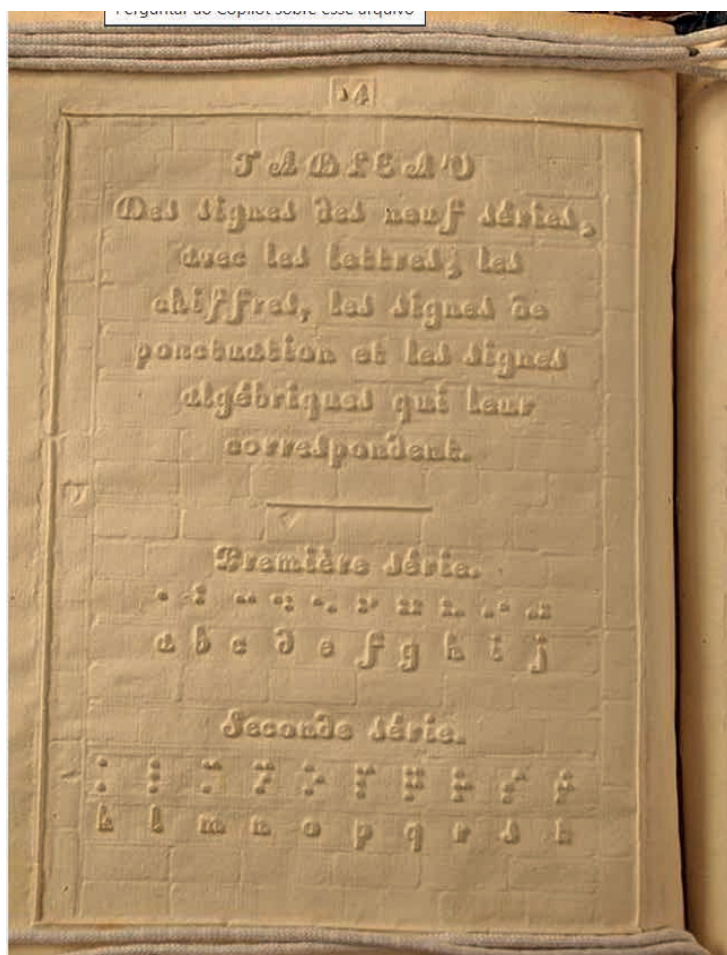 Perguntar ao Copilot sobre esse arquivo
14
TABLEAU
Des signes des neuf séries,
avec les lettres, les
chiffres, les signes de
ponctuation et les signes
algébriques qui leur
correspondent.
Première série.
⠁ ⠃ ⠉ ⠙ ⠑ ⠋ ⠛ ⠓ ⠊ ⠚
a b c d e f g h i j
Seconde série.
⠅ ⠇ ⠍ ⠝ ⠕ ⠏ ⠟ ⠗ ⠎ ⠞
k l m n o p q r s t